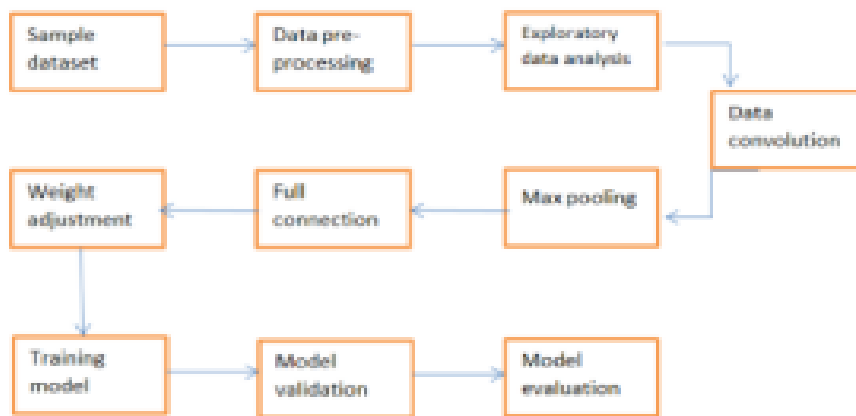 Sample
dataset
Data pre-
processing
Exploratory
data analysis
Data
convolution
Max pooling
Full
connection
Weight
adjustment
Training
model
Model
validation
Model
evaluation